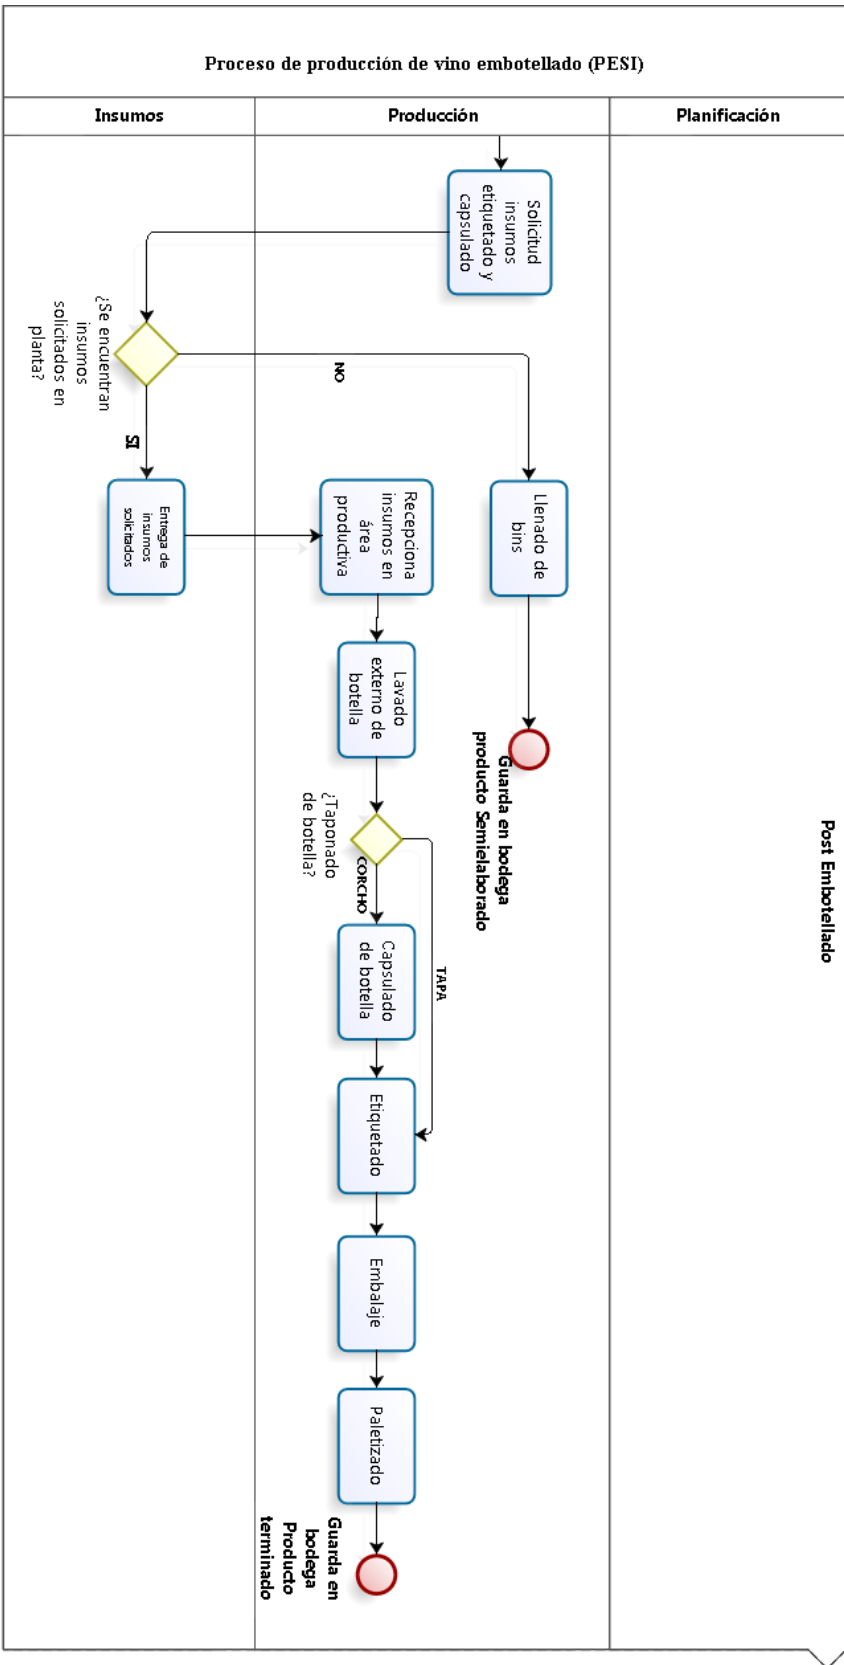 Proceso de producción de vino embotellado (PESI)
Insumos
Producción
Planificación
Solicitud
insumos
etiquetado y
capsulado
¿Se encuentran
insumos
solicitados en
planta?
NO
SI
Entrega de
insumos
solicitados
Recepciona
insumos en
área
productiva
Llenado de
bins
Guarda en bodega
producto Semielaborado
Lavado
externo de
botella
¿Taponado
de botella?
CORCHO
TAPA
Capsulado
de botella
Etiquetado
Embalaje
Paletizado
Guarda en
bodega
Producto
terminado
Post Embotellado